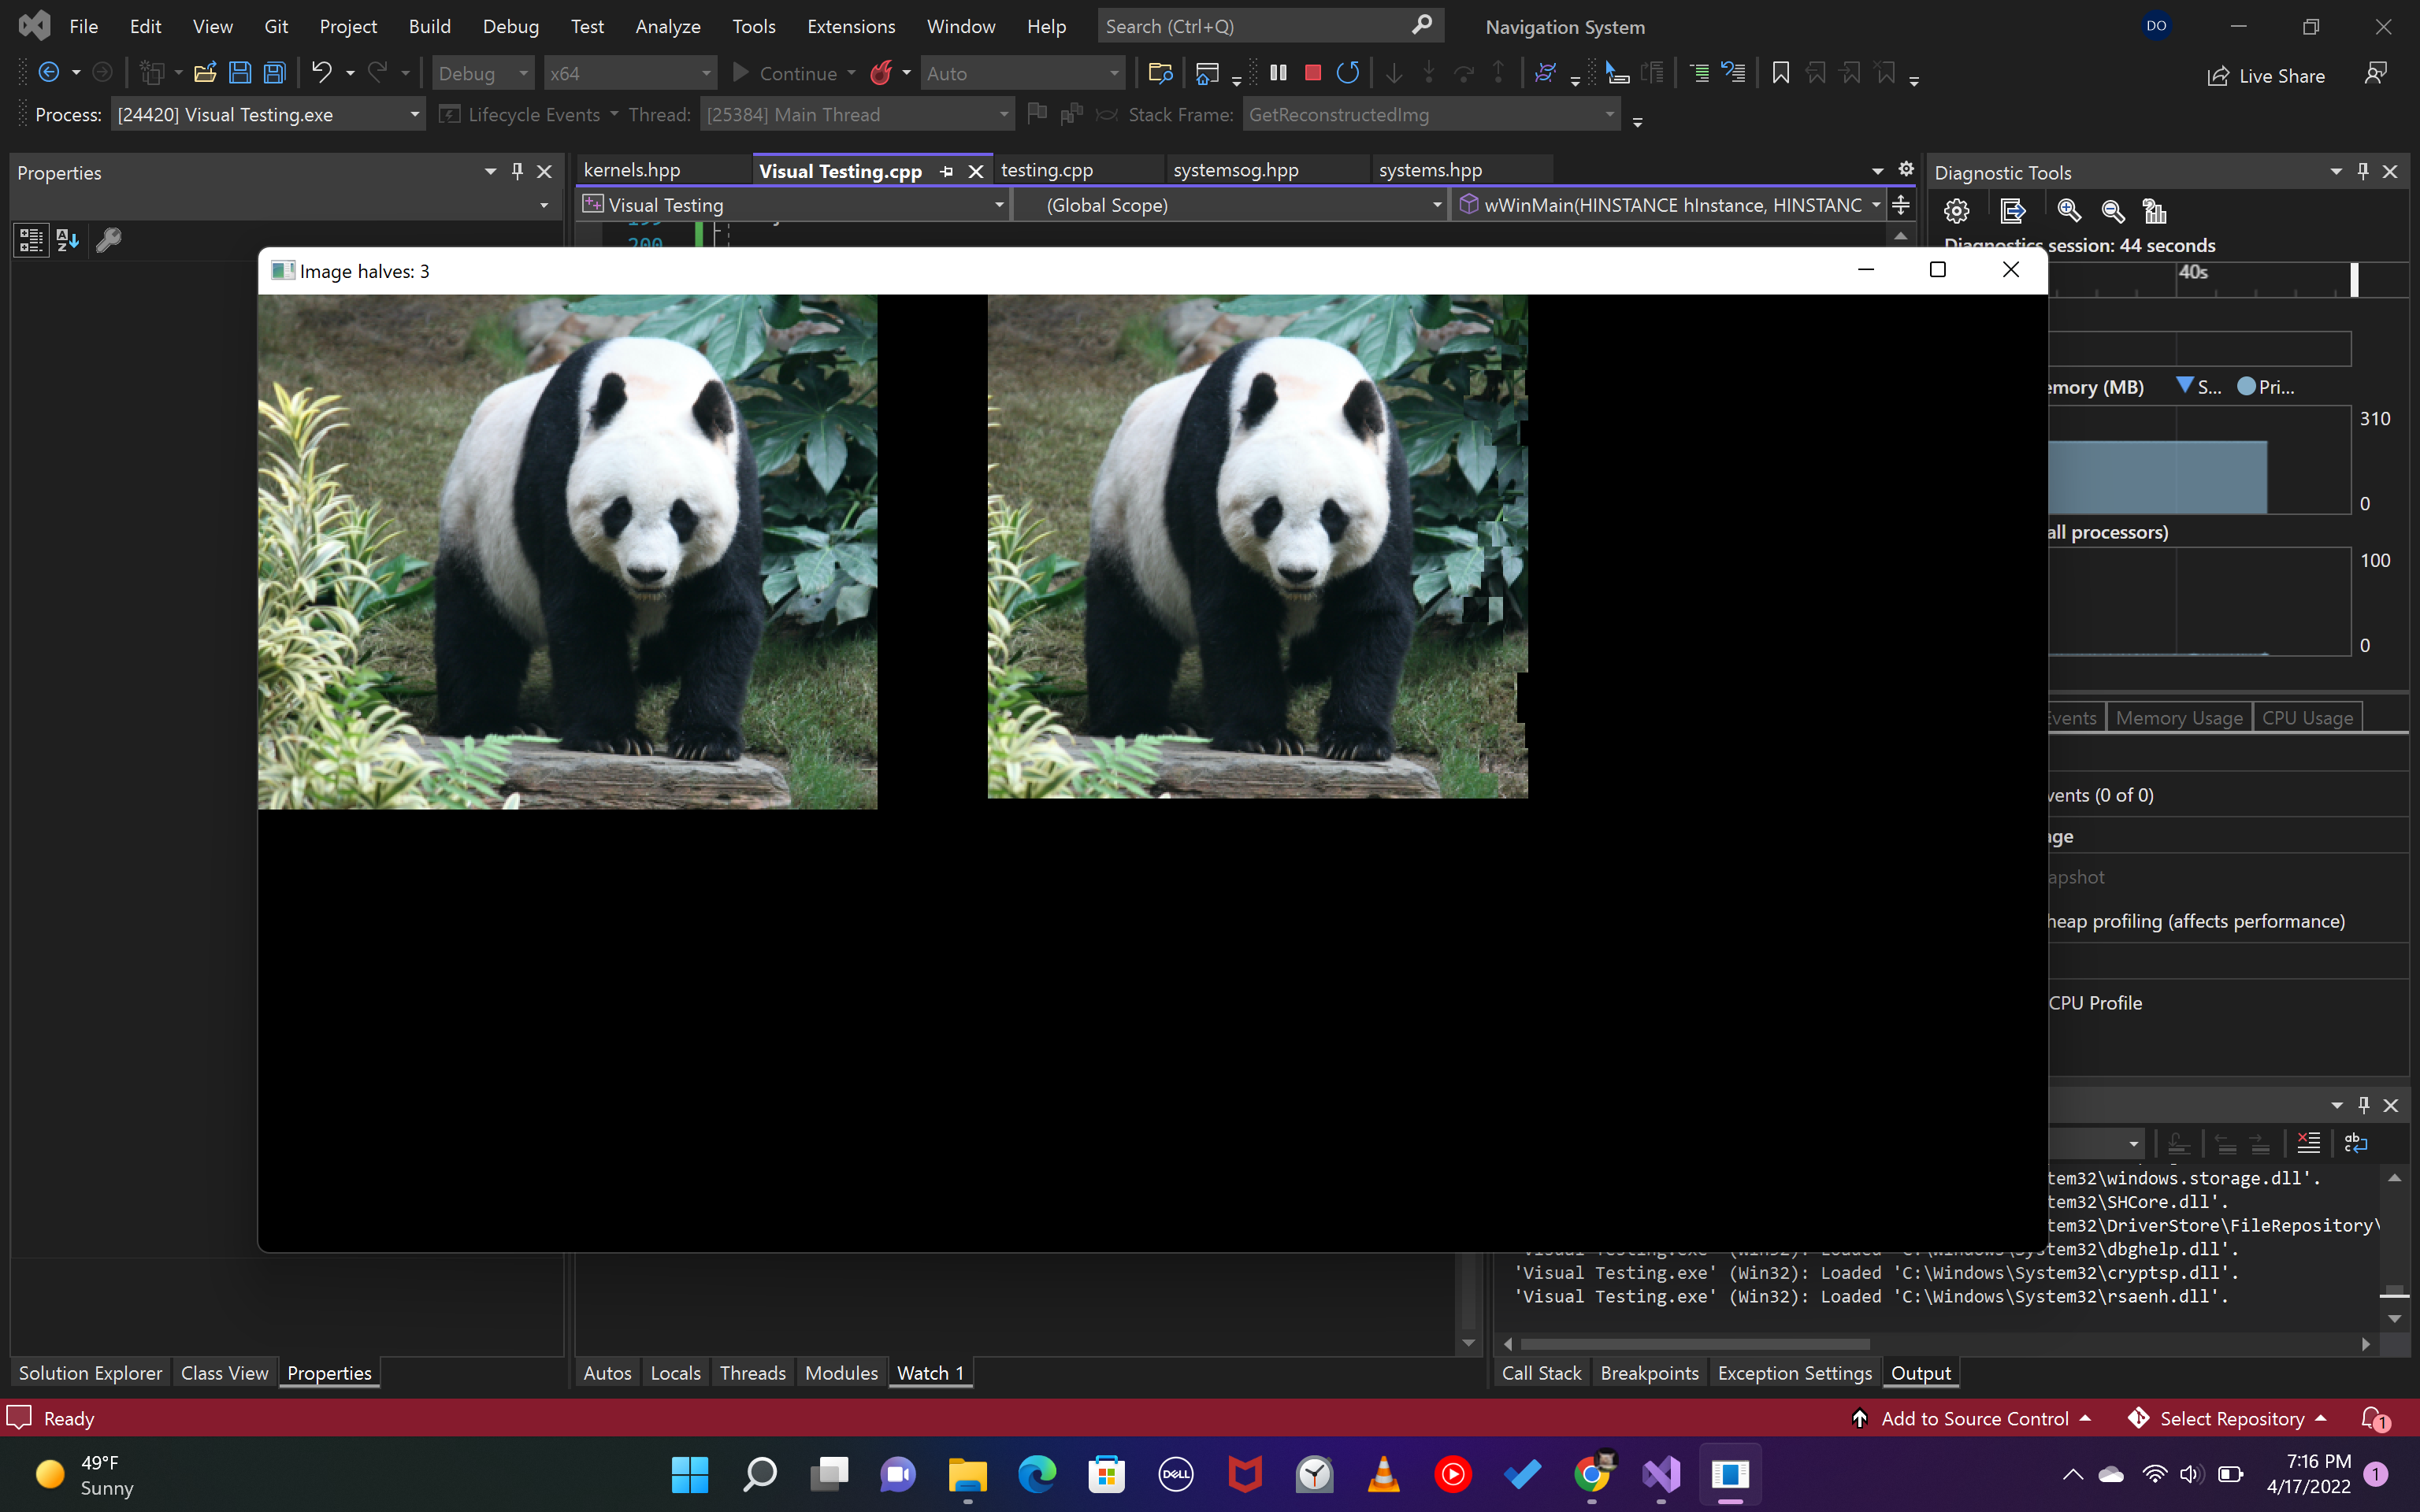 File Edit View Git Project Build Debug Test Analyze Tools Extensions Window Help Search (Ctrl+Q) Navigation System DO
Debug x64 Continue Auto Live Share
Process: [24420] Visual Testing.exe Lifecycle Events Thread: [25384] Main Thread Stack Frame: GetReconstructedImg
Properties
kernels.hpp Visual Testing.cpp testing.cpp systemsog.hpp systems.hpp
Diagnostic Tools
Visual Testing (Global Scope) wWinMain(HINSTANCE hInstance, HINSTANC
200
Diagnostics session: 44 seconds
Image halves: 3
40s
emory (MB) S... Pri...
310
0
all processors)
100
0
Events Memory Usage CPU Usage
vents (0 of 0)
age
apshot
heap profiling (affects performance)
CPU Profile
tem32\windows.storage.dll'.
tem32\SHCore.dll'.
tem32\DriverStore\FileRepository\
'Visual Testing.exe' (Win32): Loaded 'C:\Windows\System32\dbghelp.dll'.
'Visual Testing.exe' (Win32): Loaded 'C:\Windows\System32\cryptsp.dll'.
'Visual Testing.exe' (Win32): Loaded 'C:\Windows\System32\rsaenh.dll'.
Solution Explorer Class View Properties Autos Locals Threads Modules Watch 1 Call Stack Breakpoints Exception Settings Output
Ready Add to Source Control Select Repository 1
49°F
Sunny
DELL
7:16 PM
4/17/2022
1